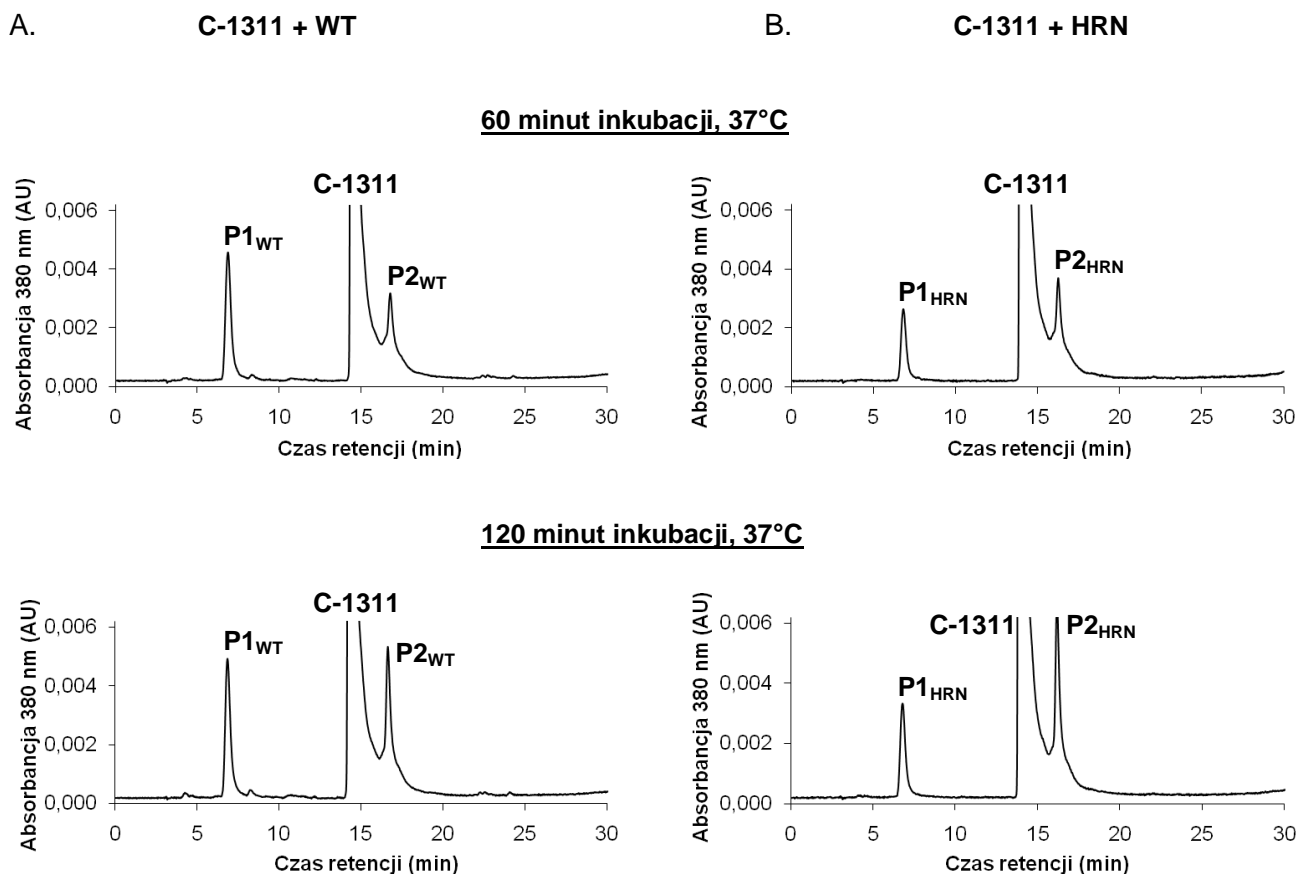 A. C-1311 + WT B. C-1311 + HRN
60 minut inkubacji, 37°C
Absorbancja 380 nm (AU)
0,006
0,004
0,002
0,000
C-1311
P1WT
P2WT
0 5 10 15 20 25 30
Czas retencji (min)
Absorbancja 380 nm (AU)
0,006
0,004
0,002
0,000
C-1311
P2HRN
P1HRN
0 5 10 15 20 25 30
Czas retencji (min)
120 minut inkubacji, 37°C
Absorbancja 380 nm (AU)
0,006
0,004
0,002
0,000
C-1311
P1WT
P2WT
0 5 10 15 20 25 30
Czas retencji (min)
Absorbancja 380 nm (AU)
0,006
0,004
0,002
0,000
C-1311
P2HRN
P1HRN
0 5 10 15 20 25 30
Czas retencji (min)